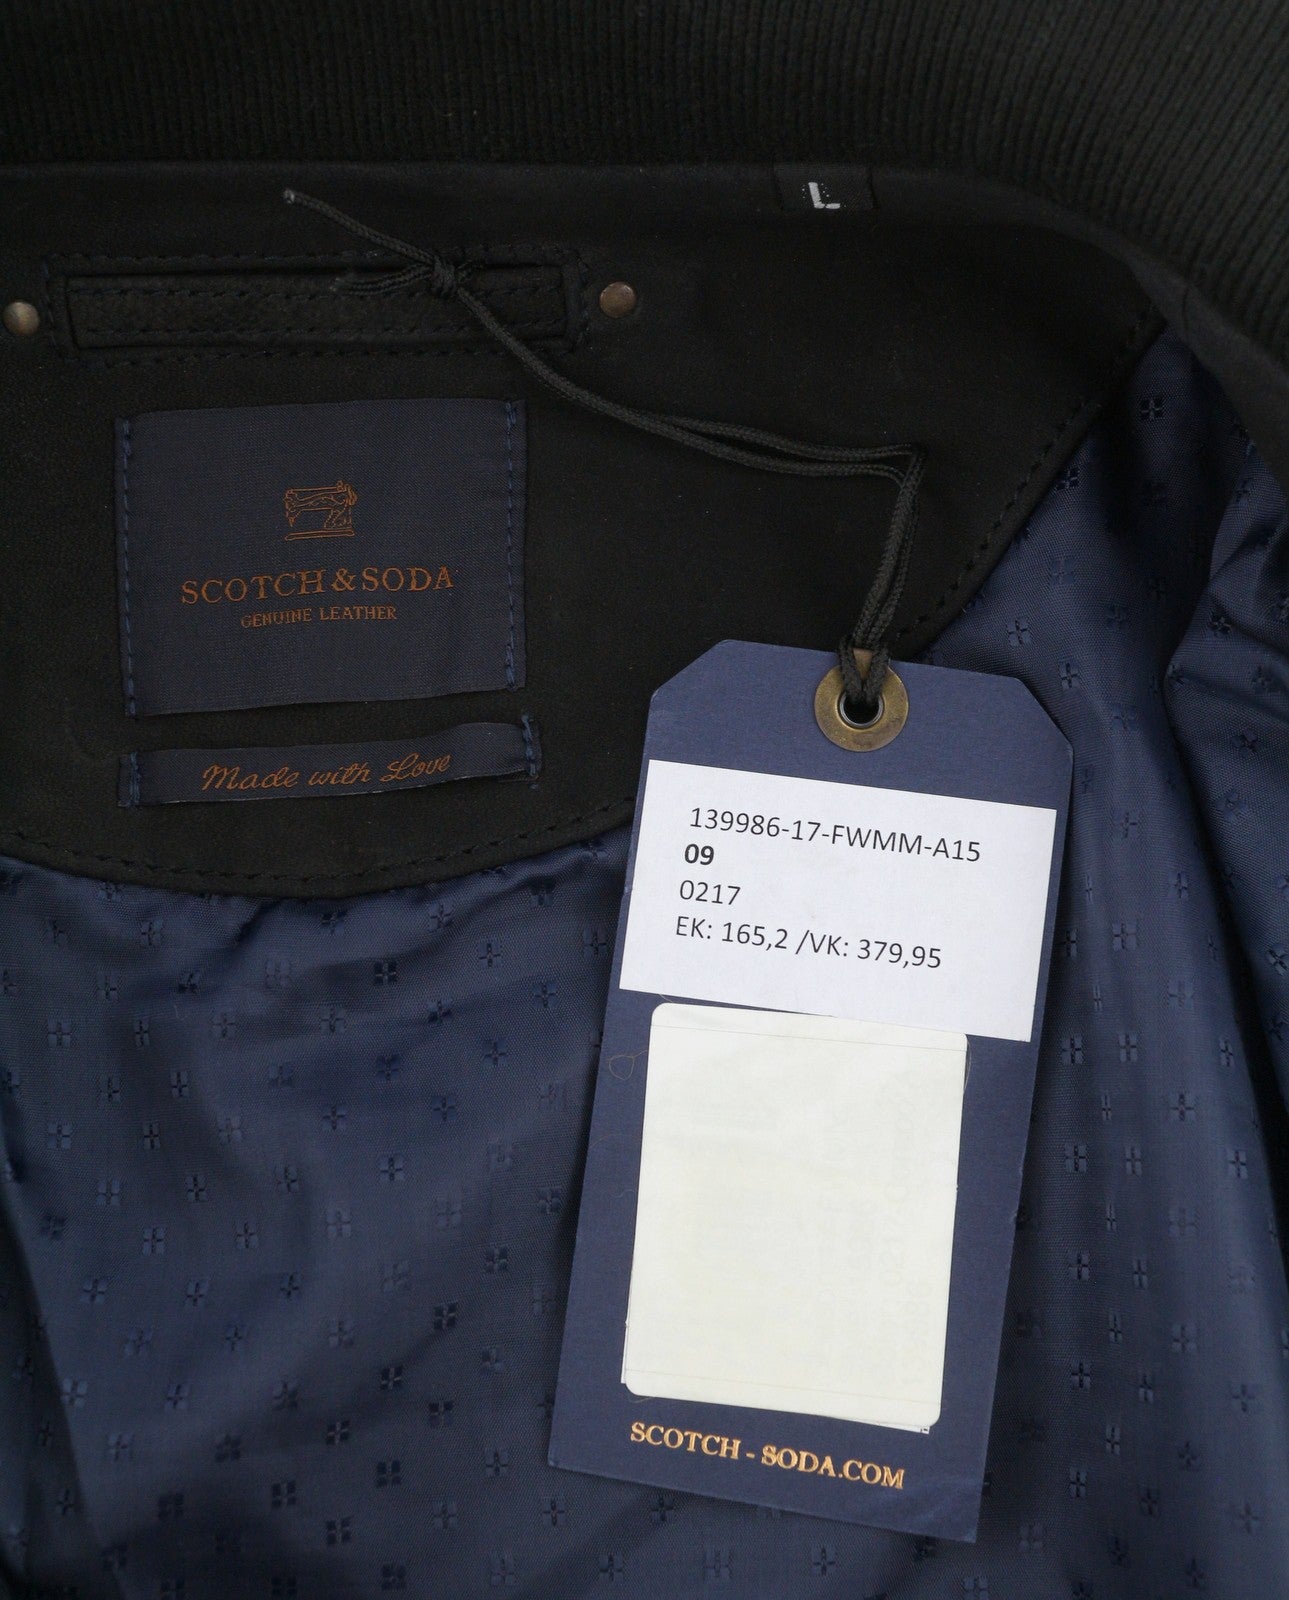 L
SCOTCH & SODA
GENUINE LEATHER
Made with Love
139986-17-FWMM-A15
09
0217
EK: 165,2 /VK: 379,95
SCOTCH - SODA.COM